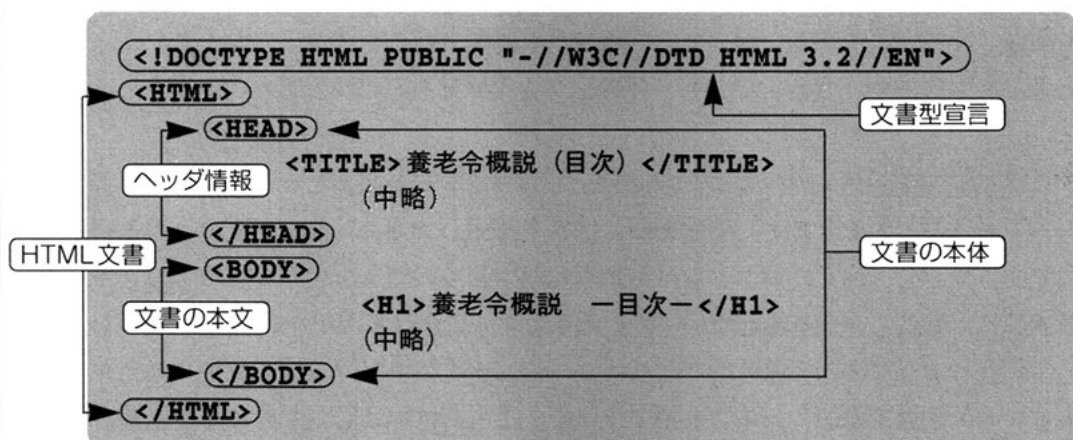 <!DOCTYPE HTML PUBLIC "-//W3C//DTD HTML 3.2//EN">
<HTML>
文書型宣言
<HEAD>
<TITLE>養老令概説（目次）</TITLE>
ヘッダ情報
（中略）
</HEAD>
HTML文書
文書の本体
<BODY>
<H1>養老令概説　―目次―</H1>
文書の本文
（中略）
</BODY>
</HTML>